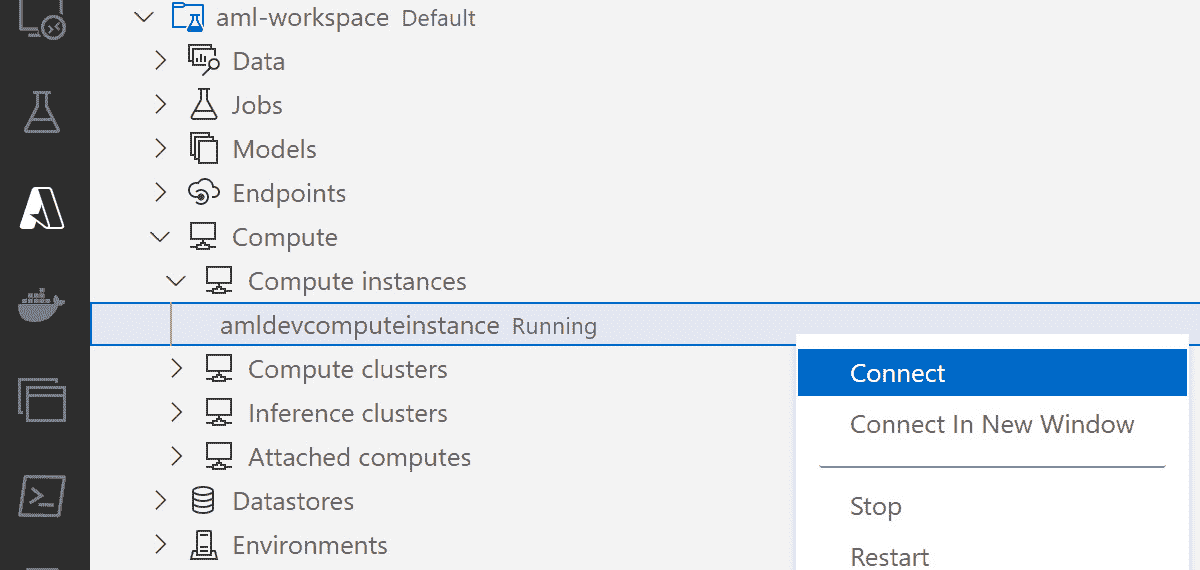 aml-workspace Default
Data
Jobs
Models
Endpoints
Compute
Compute instances
amldevcomputeinstance Running
Compute clusters
Inference clusters
Attached computes
Datastores
Environments
Connect
Connect In New Window
Stop
Restart